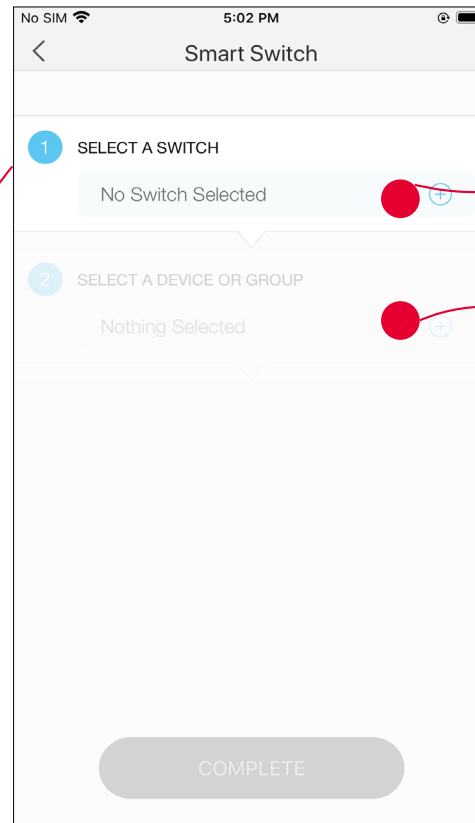 No SIM 5:02 PM
Smart Switch
1 SELECT A SWITCH
No Switch Selected
2 SELECT A DEVICE OR GROUP
Nothing Selected
COMPLETE